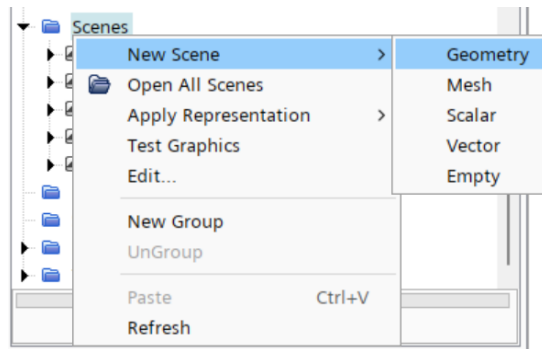 Scenes
New Scene > Geometry
Open All Scenes Mesh
Apply Representation > Scalar
Test Graphics Vector
Edit... Empty
New Group
UnGroup
Paste Ctrl+V
Refresh